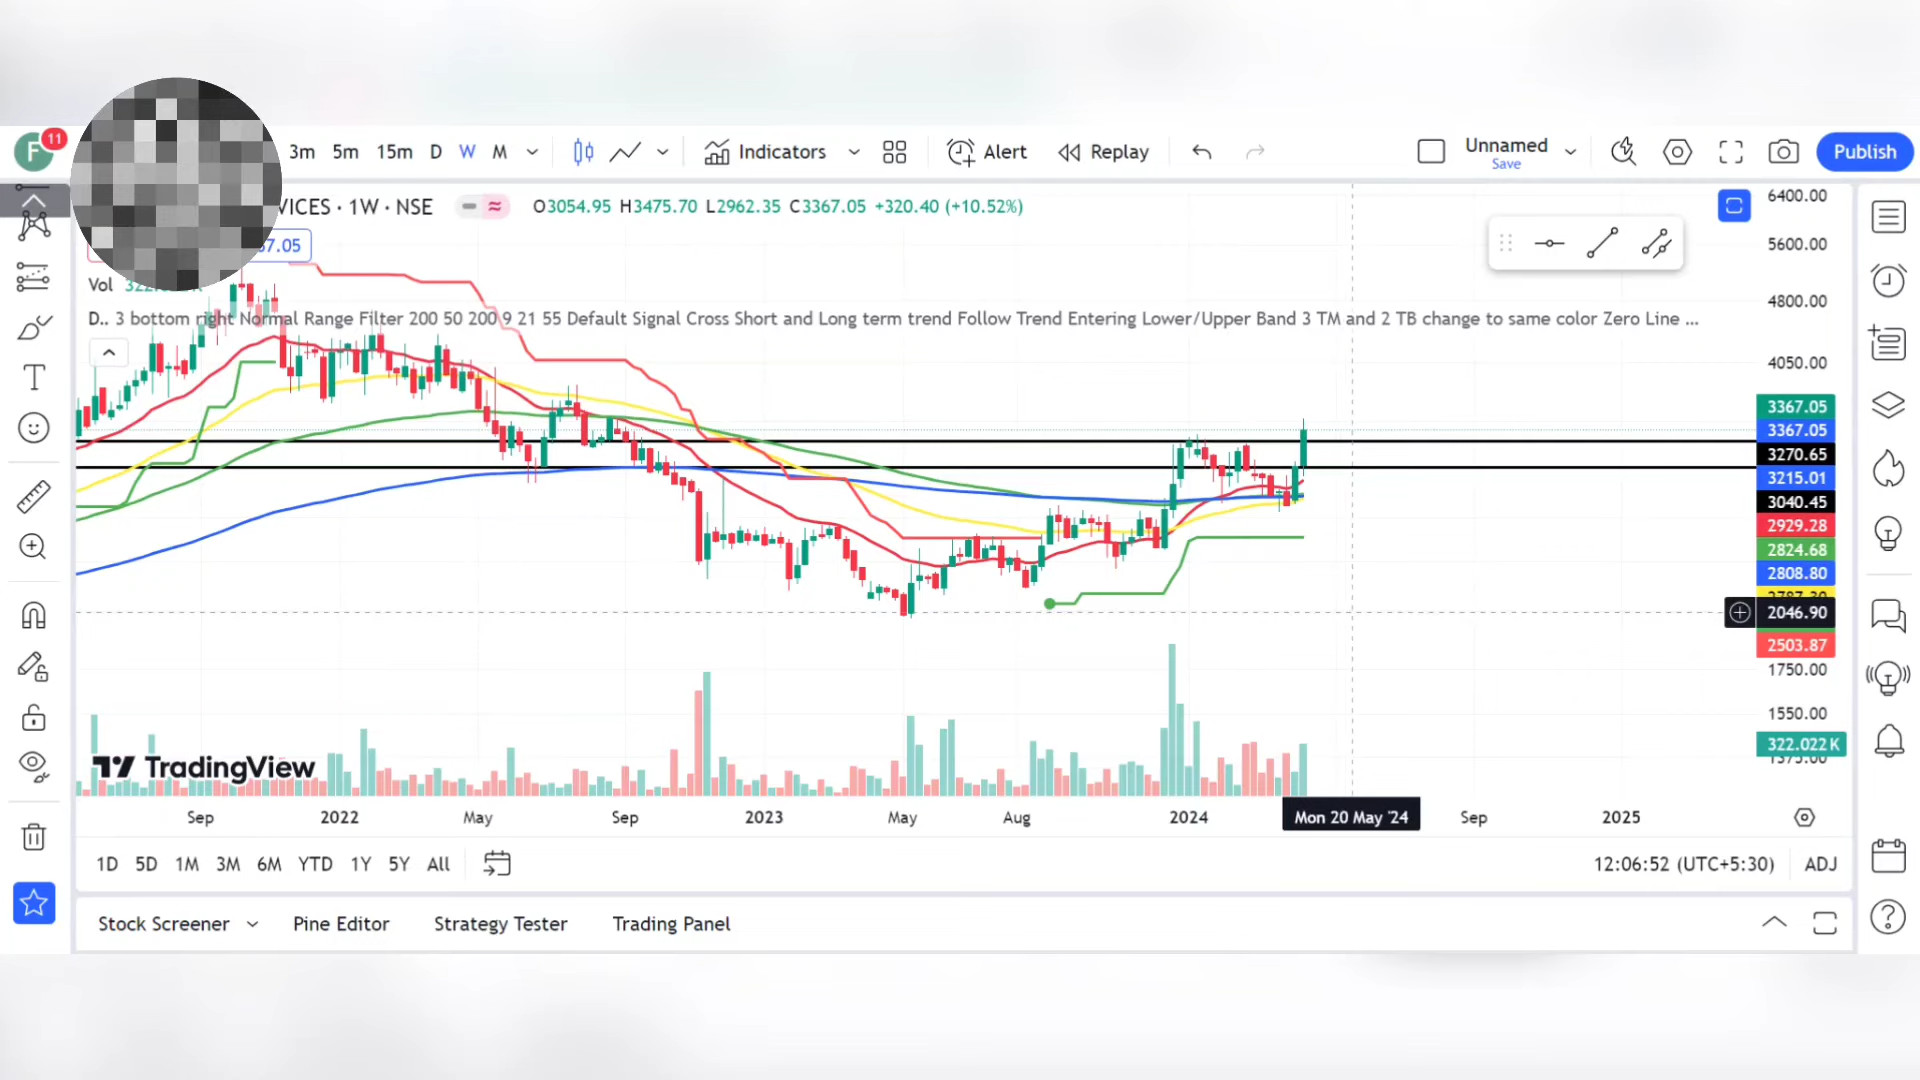 F
11
3m 5m 15m D W M Indicators Alert Replay Unnamed Publish
Save
VICES · 1W · NSE O3054.95 H3475.70 L2962.35 C3367.05 +320.40 (+10.52%)
7.05
Vol
D.. 3 bottom right Normal Range Filter 200 50 200 9 21 55 Default Signal Cross Short and Long term trend Follow Trend Entering Lower/Upper Band 3 TM and 2 TB change to same color Zero Line ...
6400.00
5600.00
4800.00
4050.00
3367.05
3367.05
3270.65
3215.01
3040.45
2929.28
2824.68
2808.80
2046.90
2503.87
1750.00
1550.00
322.022 K
1375.00
TradingView
Sep 2022 May Sep 2023 May Aug 2024 Mon 20 May '24 Sep 2025
1D 5D 1M 3M 6M YTD 1Y 5Y All 12:06:52 (UTC+5:30) ADJ
Stock Screener Pine Editor Strategy Tester Trading Panel